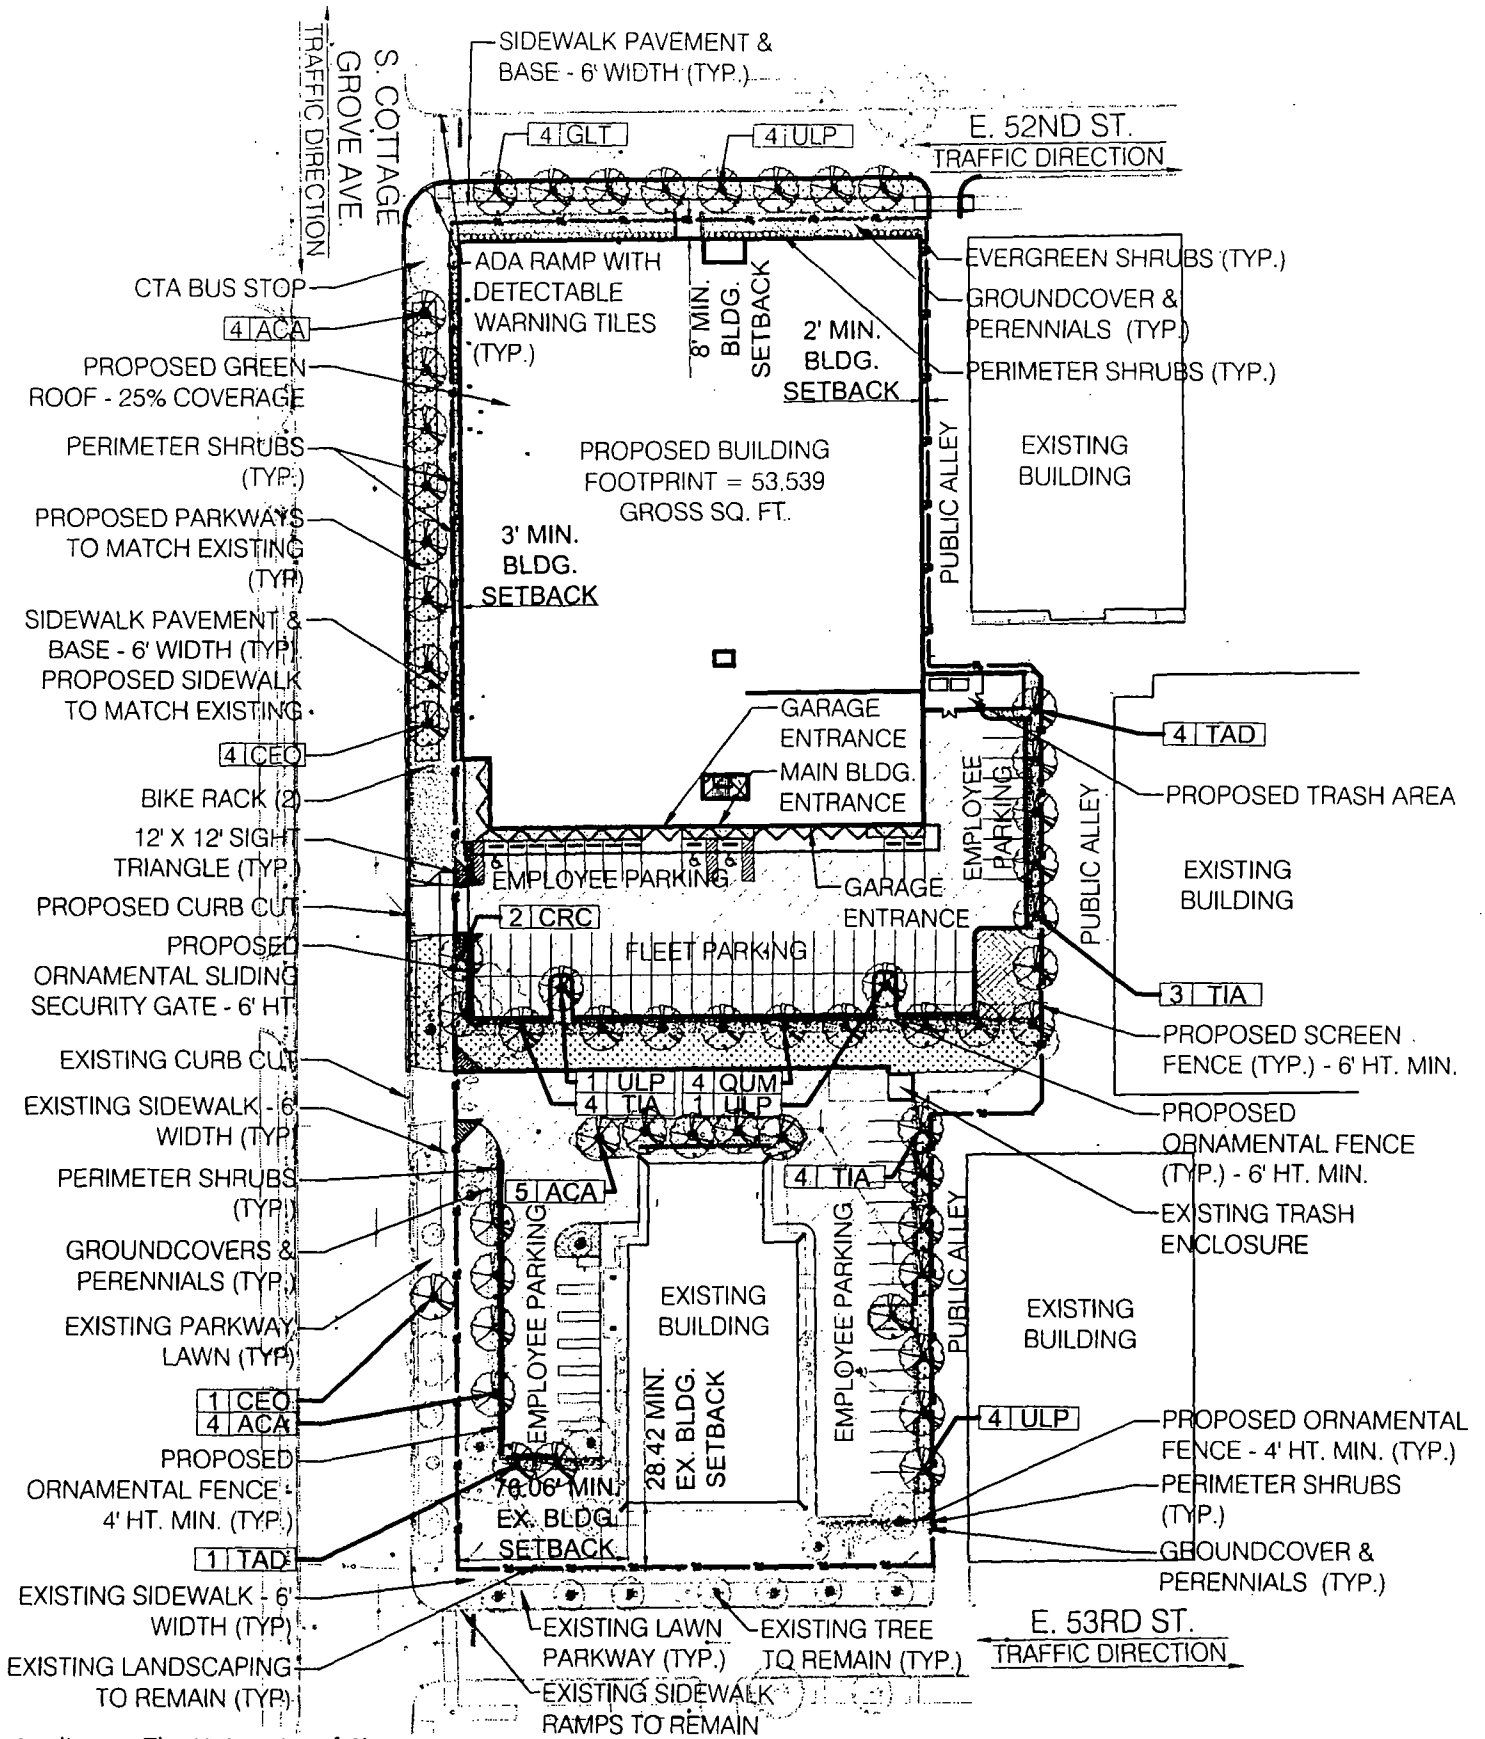 S. COTTAGE
GROVE AVE.
TRAFFIC DIRECTION
SIDEWALK PAVEMENT &
BASE - 6' WIDTH (TYP.)
4 GLT
4 ULP
E. 52ND ST.
TRAFFIC DIRECTION
CTA BUS STOP
4 ACA
PROPOSED GREEN
ROOF - 25% COVERAGE
PERIMETER SHRUBS
(TYP.)
PROPOSED PARKWAYS
TO MATCH EXISTING
(TYP)
SIDEWALK PAVEMENT &
BASE - 6' WIDTH (TYP)
PROPOSED SIDEWALK
TO MATCH EXISTING
4 CEO
BIKE RACK (2)
12' X 12' SIGHT
TRIANGLE (TYP.)
PROPOSED CURB CUT
PROPOSED
ORNAMENTAL SLIDING
SECURITY GATE - 6' HT
EXISTING CURB CUT
EXISTING SIDEWALK - 6'
WIDTH (TYP)
PERIMETER SHRUBS
(TYP.)
GROUNDCOVERS &
PERENNIALS (TYP.)
EXISTING PARKWAY
LAWN (TYP)
1 CEO
4 ACA
PROPOSED
ORNAMENTAL FENCE -
4' HT. MIN. (TYP.)
1 TAD
EXISTING SIDEWALK - 6'
WIDTH (TYP)
EXISTING LANDSCAPING
TO REMAIN (TYP)
ADA RAMP WITH
DETECTABLE
WARNING TILES
(TYP.)
8' MIN.
BLDG.
SETBACK
2' MIN.
BLDG.
SETBACK
PROPOSED BUILDING
FOOTPRINT = 53,539
GROSS SQ. FT.
3' MIN.
BLDG.
SETBACK
GARAGE
ENTRANCE
MAIN BLDG.
ENTRANCE
EMPLOYEE PARKING
GARAGE
ENTRANCE
2 CRC
FLEET PARKING
EMPLOYEE
PARKING
1 ULP
4 TIA
4 QUM
1 ULP
5 ACA
4 TIA
EMPLOYEE PARKING
EXISTING
BUILDING
EMPLOYEE PARKING
28.42 MIN.
EX. BLDG.
SETBACK
70.06' MIN.
EX. BLDG.
SETBACK
EXISTING LAWN
PARKWAY (TYP.)
EXISTING TREE
TO REMAIN (TYP.)
EXISTING SIDEWALK
RAMPS TO REMAIN
EVERGREEN SHRUBS (TYP.)
GROUNDCOVER &
PERENNIALS (TYP.)
PERIMETER SHRUBS (TYP.)
PUBLIC ALLEY
EXISTING
BUILDING
4 TAD
PROPOSED TRASH AREA
PUBLIC ALLEY
EXISTING
BUILDING
3 TIA
PROPOSED SCREEN
FENCE (TYP.) - 6' HT. MIN.
PROPOSED
ORNAMENTAL FENCE
(TYP.) - 6' HT. MIN.
EXISTING TRASH
ENCLOSURE
PUBLIC ALLEY
EXISTING
BUILDING
4 ULP
PROPOSED ORNAMENTAL
FENCE - 4' HT. MIN. (TYP.)
PERIMETER SHRUBS
(TYP.)
GROUNDCOVER &
PERENNIALS (TYP.)
E. 53RD ST.
TRAFFIC DIRECTION